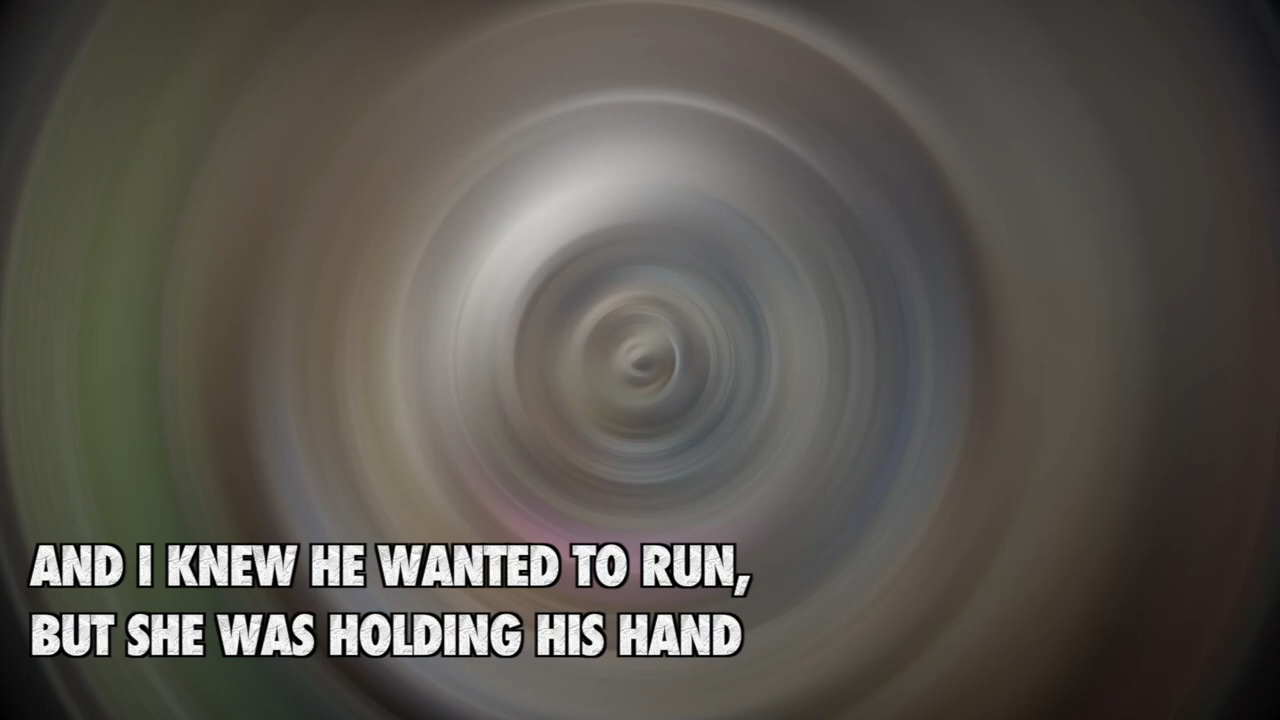 AND I KNEW HE WANTED TO RUN,
BUT SHE WAS HOLDING HIS HAND